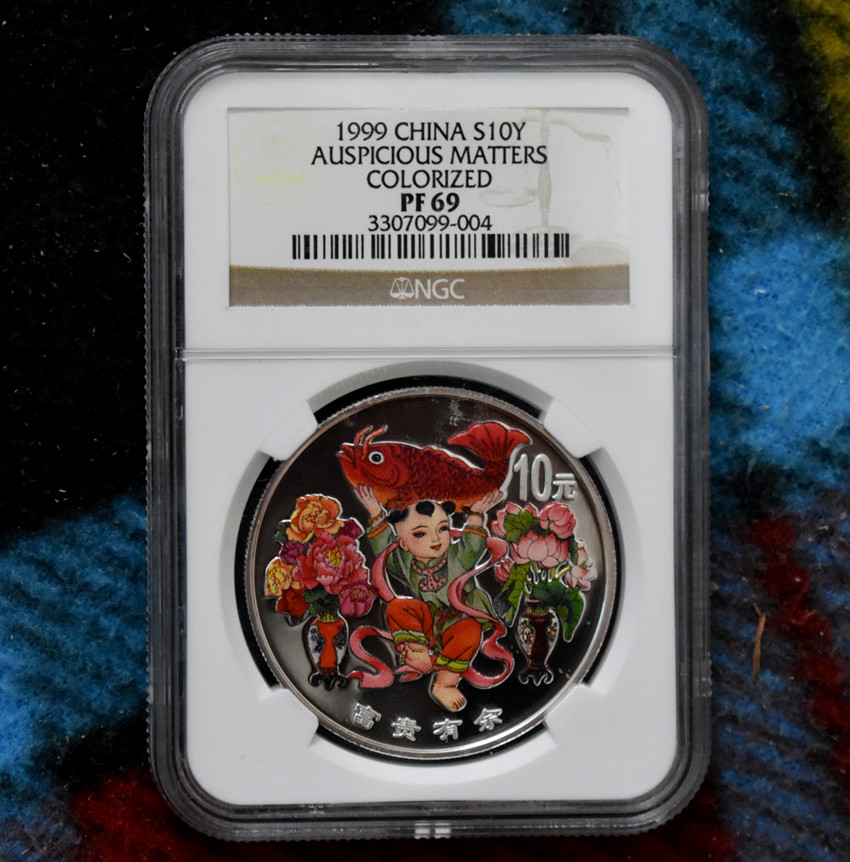 1999 CHINA S10Y
AUSPICIOUS MATTERS
COLORIZED
PF 69
3307099-004
NGC
10元
富贵有余